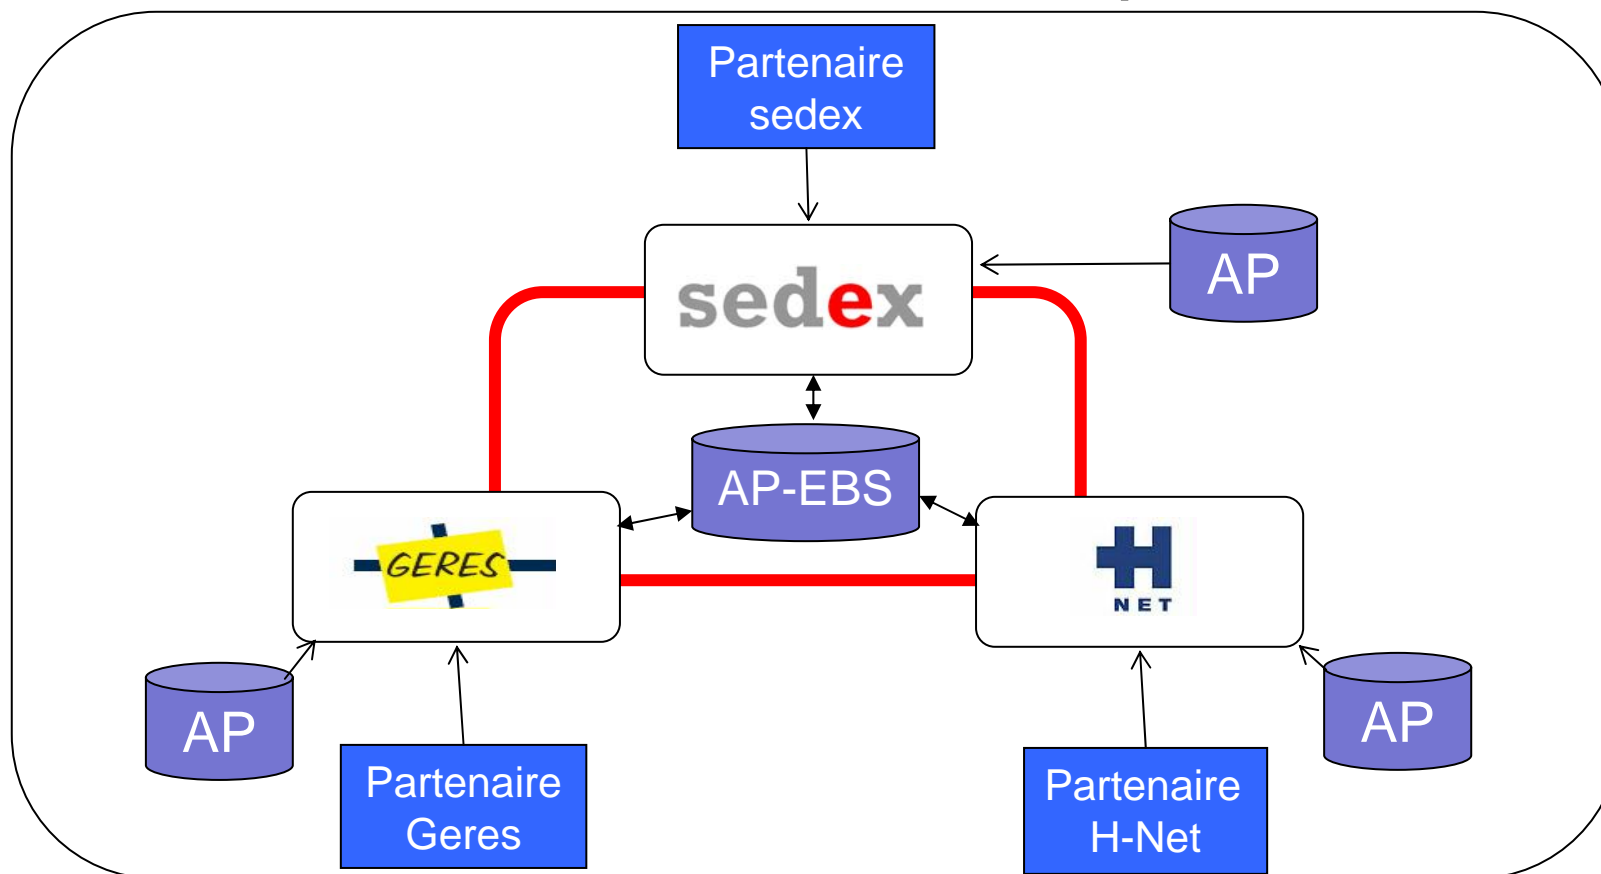 Partenaire
sedex
sedex
AP
AP-EBS
GERES
H
NET
AP
AP
Partenaire
Geres
Partenaire
H-Net